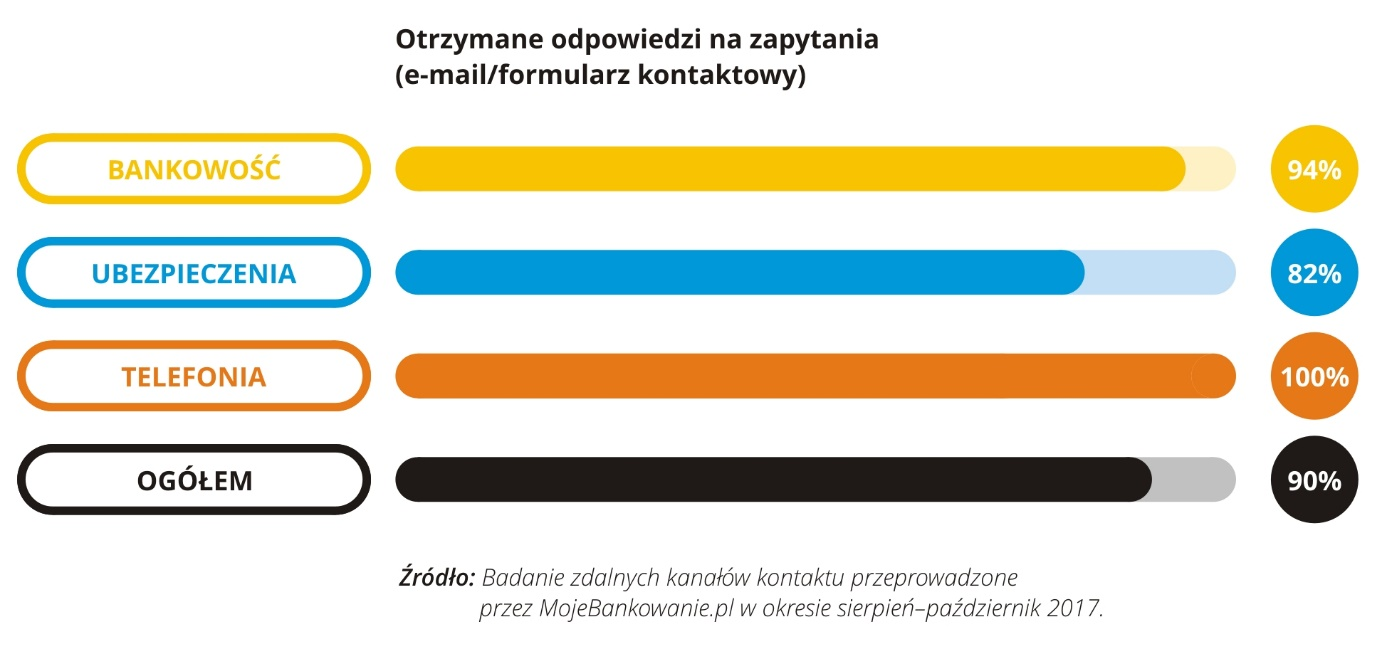 Otrzymane odpowiedzi na zapytania
(e-mail/formularz kontaktowy)
BANKOWOŚĆ 94%
UBEZPIECZENIA 82%
TELEFONIA 100%
OGÓŁEM 90%
Źródło: Badanie zdalnych kanałów kontaktu przeprowadzone
przez MojeBankowanie.pl w okresie sierpień–październik 2017.